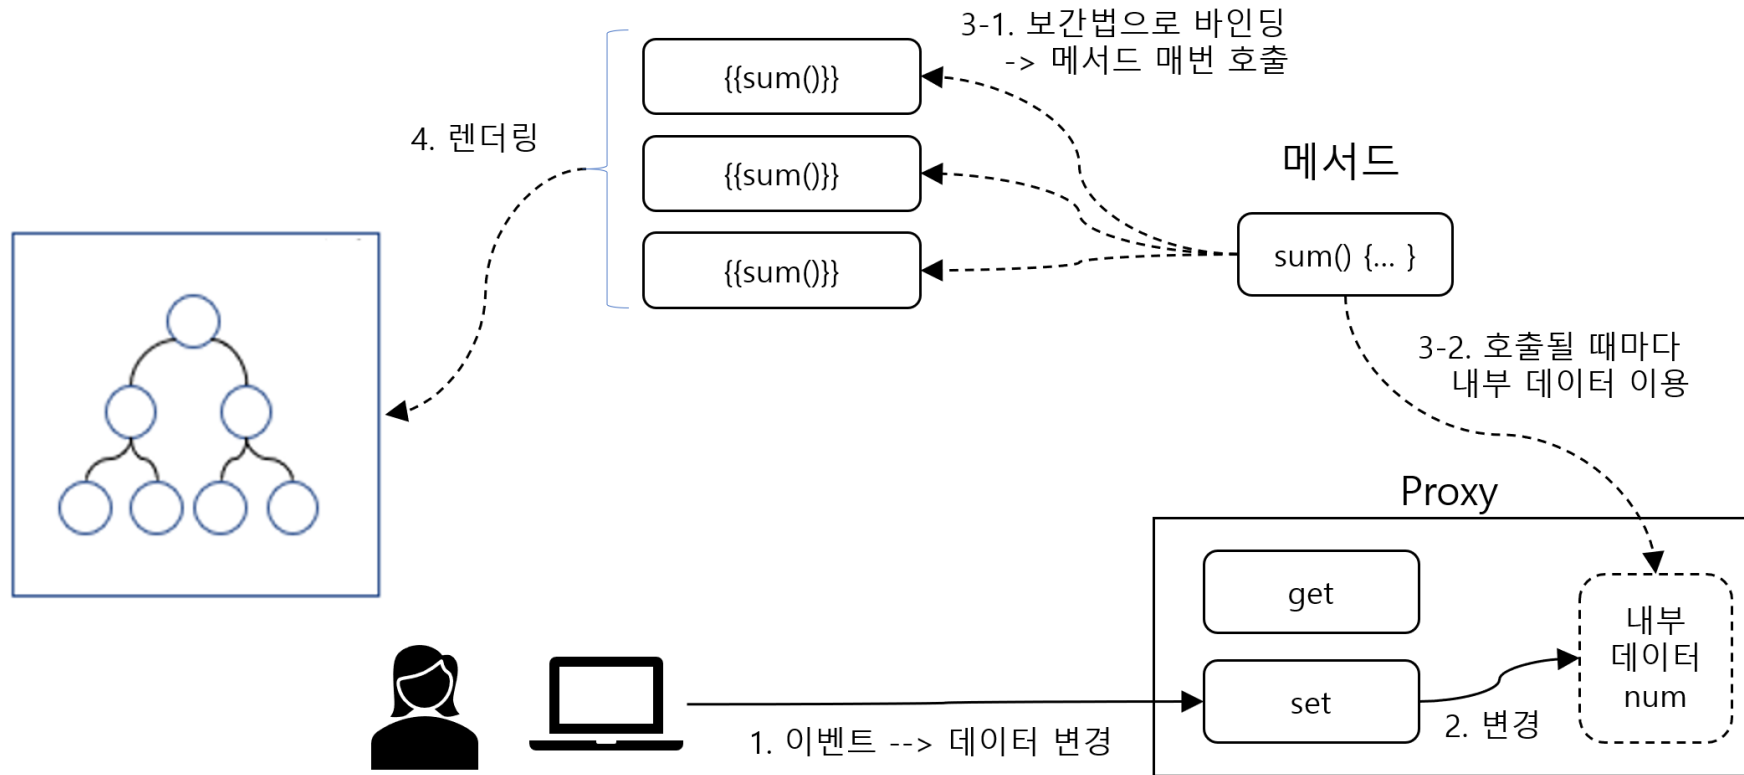 3-1. 보간법으로 바인딩
-> 메서드 매번 호출
{{sum()}}
4. 렌더링
{{sum()}}
메서드
{{sum()}}
sum() {... }
3-2. 호출될 때마다
내부 데이터 이용
Proxy
get
내부
데이터
num
set
2. 변경
1. 이벤트 --> 데이터 변경